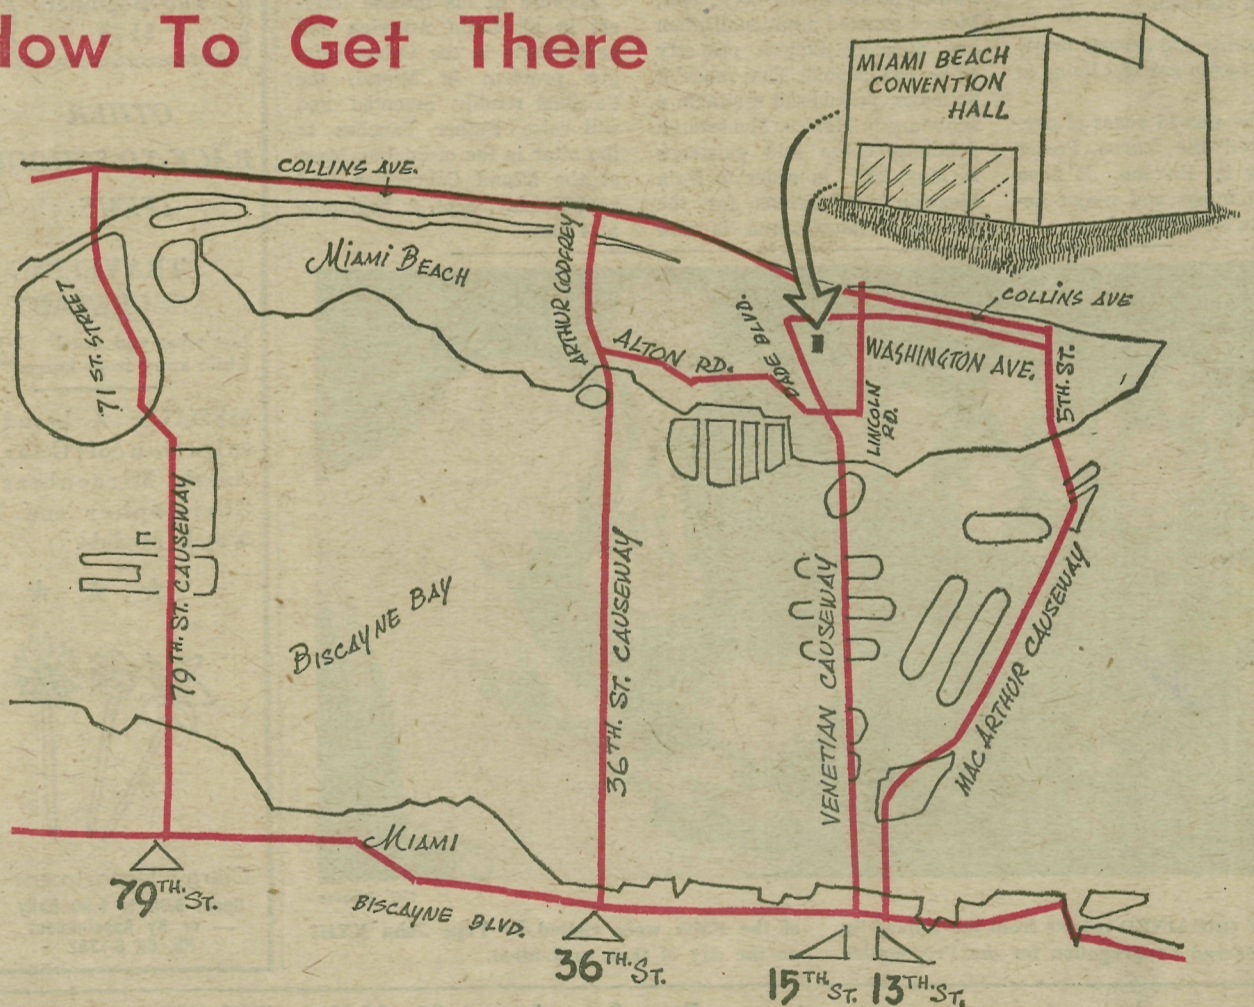 How To Get There
MIAMI BEACH
CONVENTION
HALL
COLLINS AVE.
MIAMI BEACH
ARTHUR GODFREY
71ST. STREET
ALTON RD.
DADE BLVD.
COLLINS AVE
WASHINGTON AVE.
LINCOLN
RD.
5TH. ST.
79TH. ST. CAUSEWAY
BISCAYNE BAY
36TH. ST. CAUSEWAY
VENETIAN CAUSEWAY
MAC ARTHUR CAUSEWAY
MIAMI
BISCAYNE BLVD.
79TH. ST.
36TH. ST.
15TH. ST.
13TH. ST.